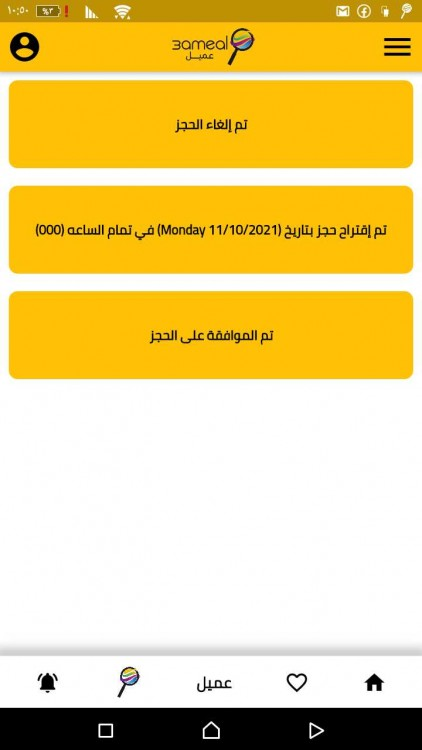 ١٠:٥٠
%٣
3ameal
عميل
تم إلغاء الحجز
تم إقتراح حجز بتاريخ (Monday 11/10/2021) في تمام الساعه (000)
تم الموافقة على الحجز
عميل